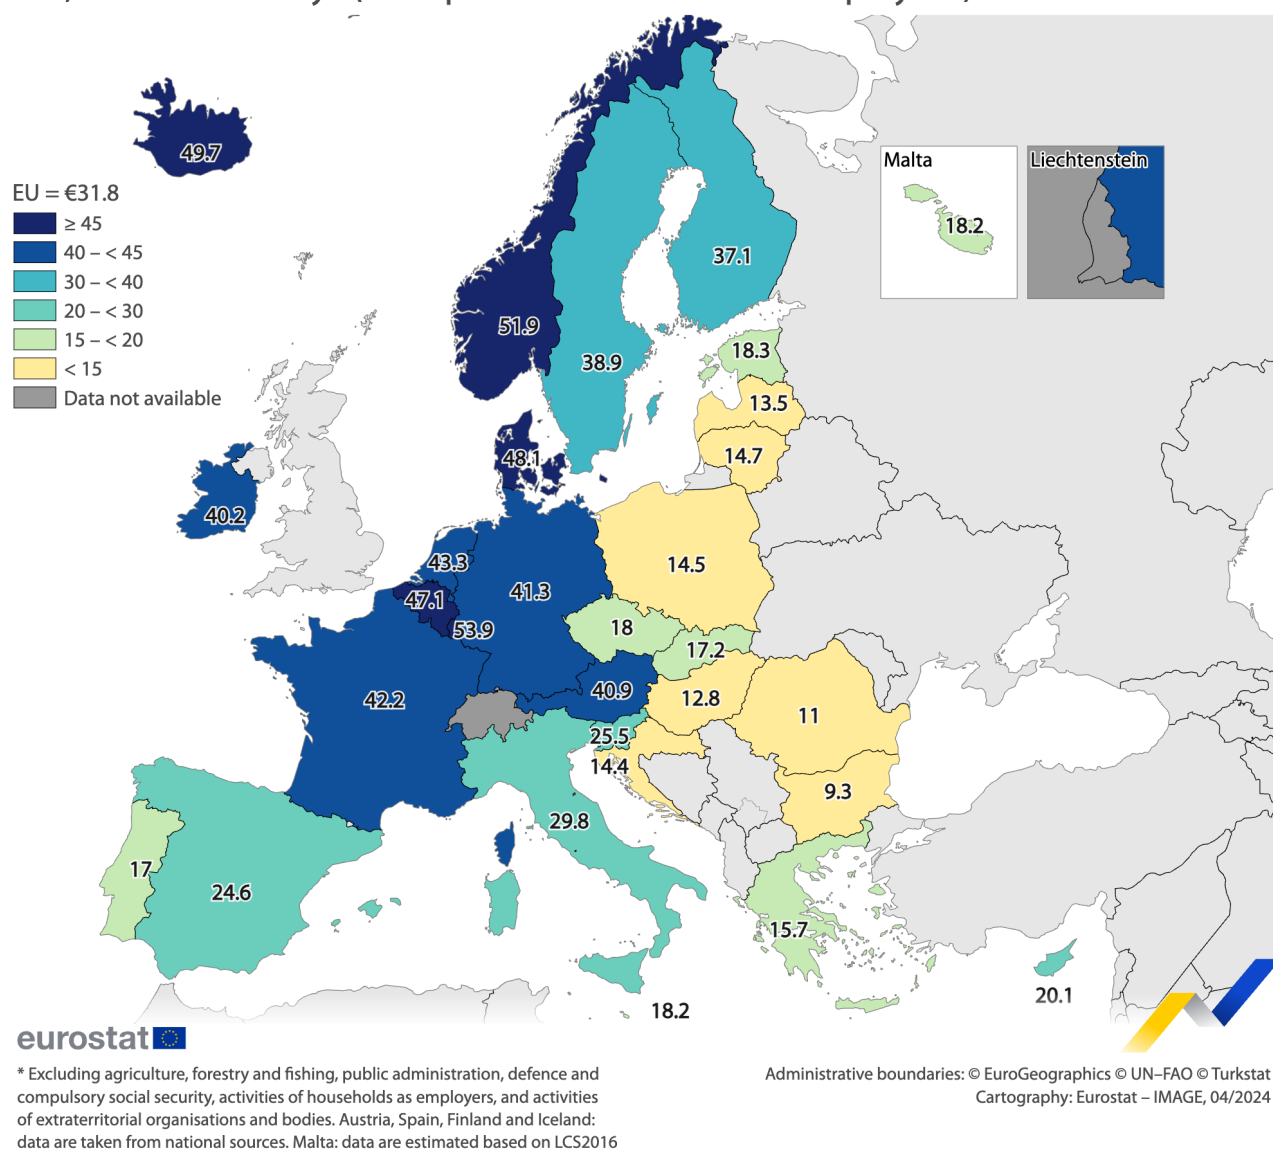 49.7
EU = €31.8
≥ 45
40 – < 45
30 – < 40
20 – < 30
15 – < 20
< 15
Data not available
Malta
18.2
Liechtenstein
37.1
51.9
38.9
18.3
13.5
14.7
48.1
40.2
43.3
41.3
14.5
47.1
53.9
18
17.2
42.2
40.9
12.8
11
25.5
14.4
9.3
29.8
17
24.6
15.7
20.1
18.2
eurostat
* Excluding agriculture, forestry and fishing, public administration, defence and
compulsory social security, activities of households as employers, and activities
of extraterritorial organisations and bodies. Austria, Spain, Finland and Iceland:
data are taken from national sources. Malta: data are estimated based on LCS2016
Administrative boundaries: © EuroGeographics © UN–FAO © Turkstat
Cartography: Eurostat – IMAGE, 04/2024